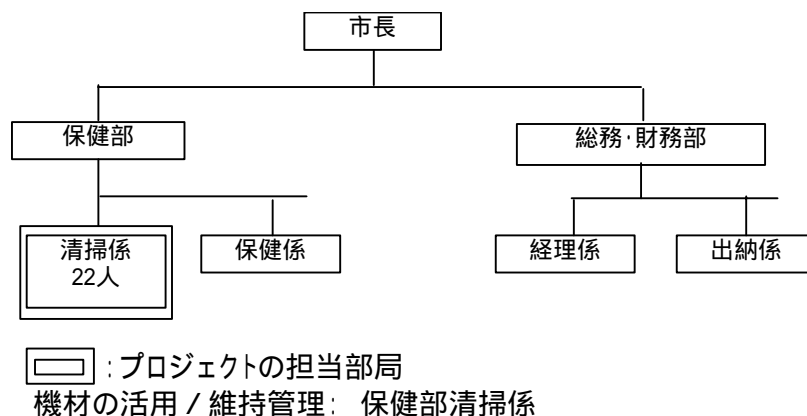 市長
保健部
総務・財務部
清掃係
22人
保健係
経理係
出納係
:プロジェクトの担当部局
機材の活用/維持管理: 保健部清掃係